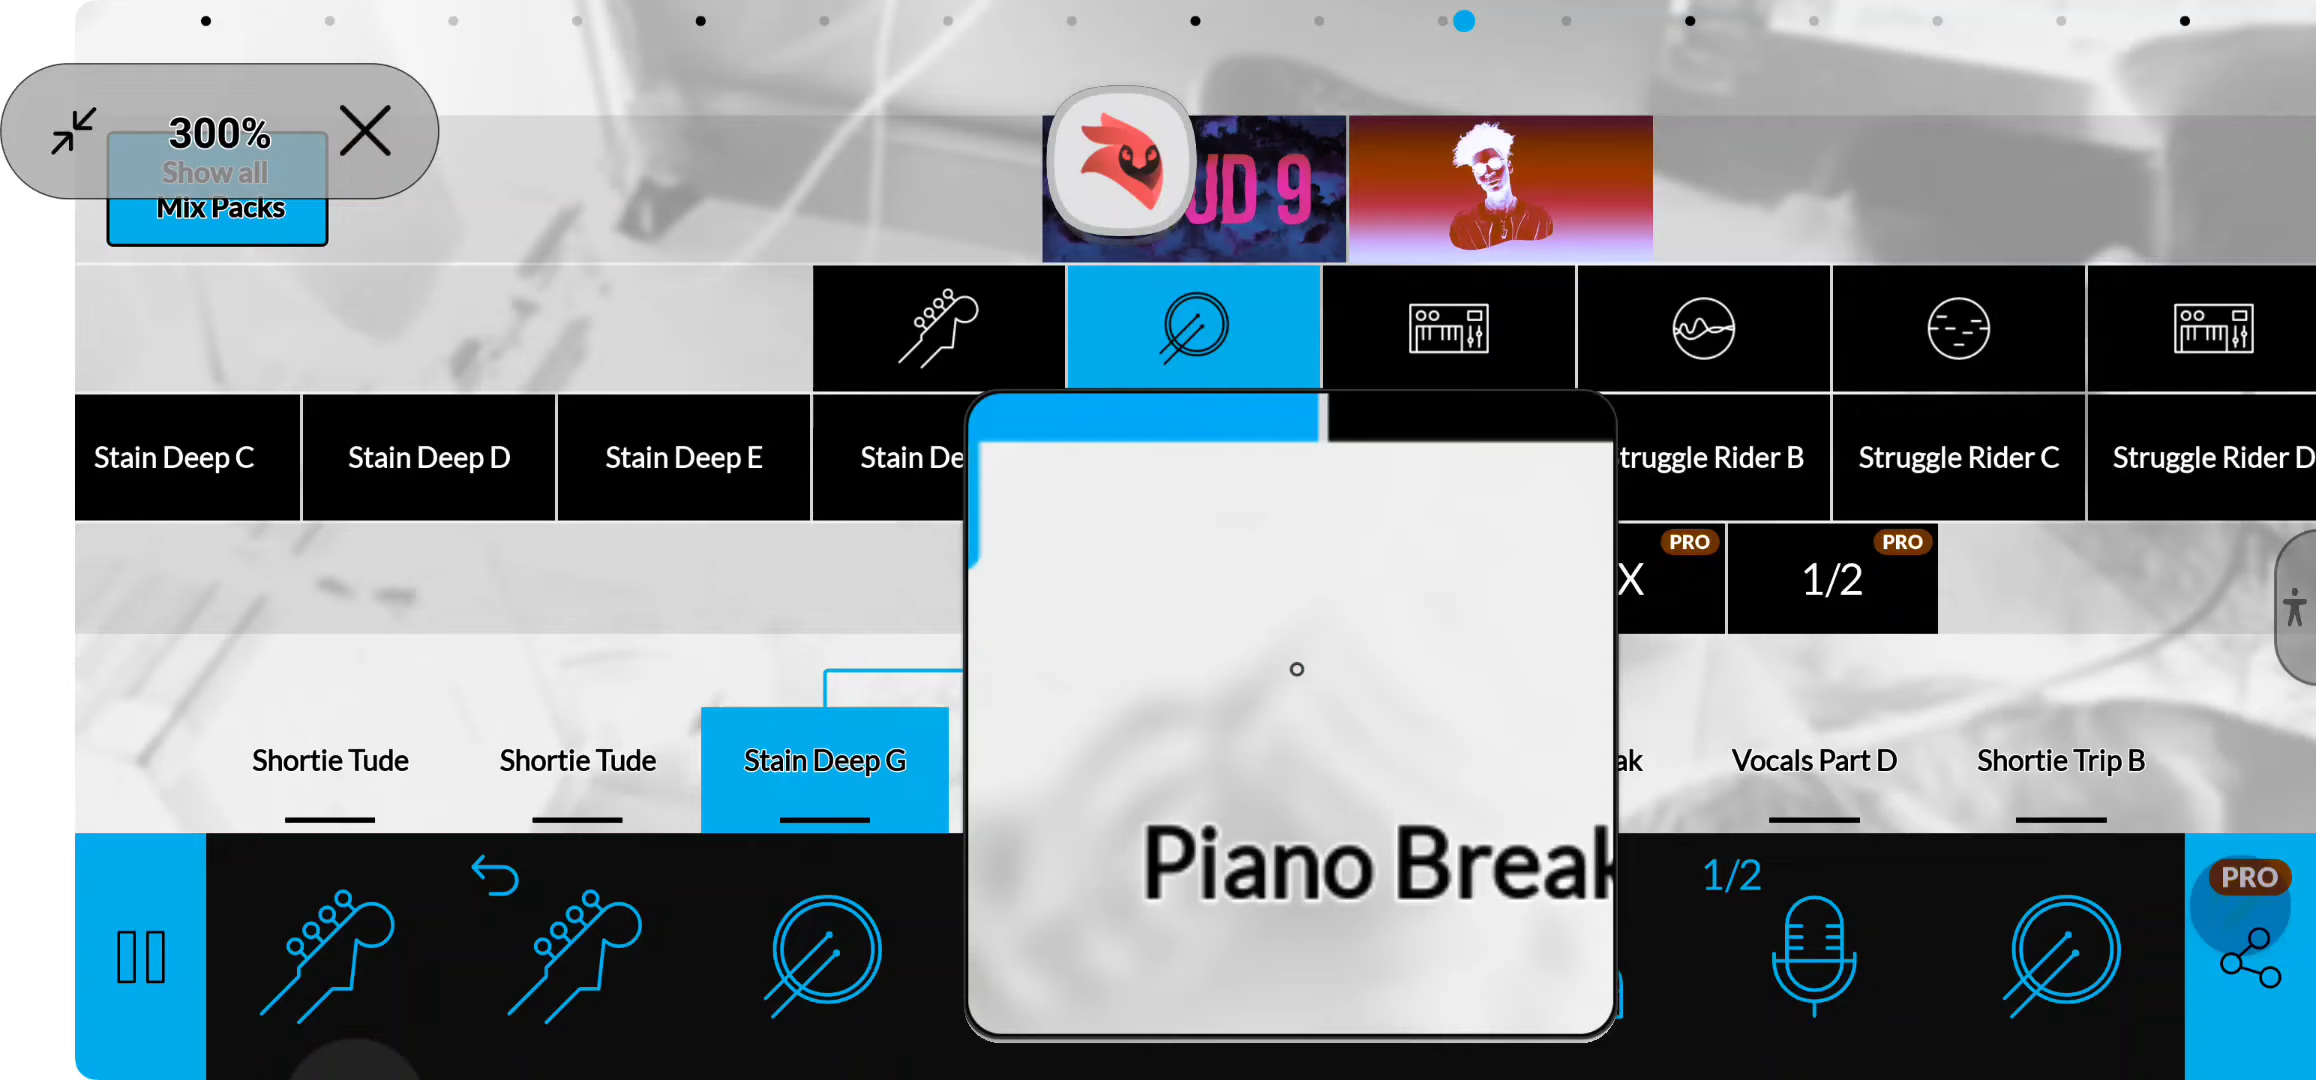 300%
Show all
Mix Packs
UD 9
Stain Deep C
Stain Deep D
Stain Deep E
Stain De
truggle Rider B
Struggle Rider C
Struggle Rider D
X
PRO
1/2
PRO
Shortie Tude
Shortie Tude
Stain Deep G
Piano Break
ak
Vocals Part D
Shortie Trip B
1/2
PRO